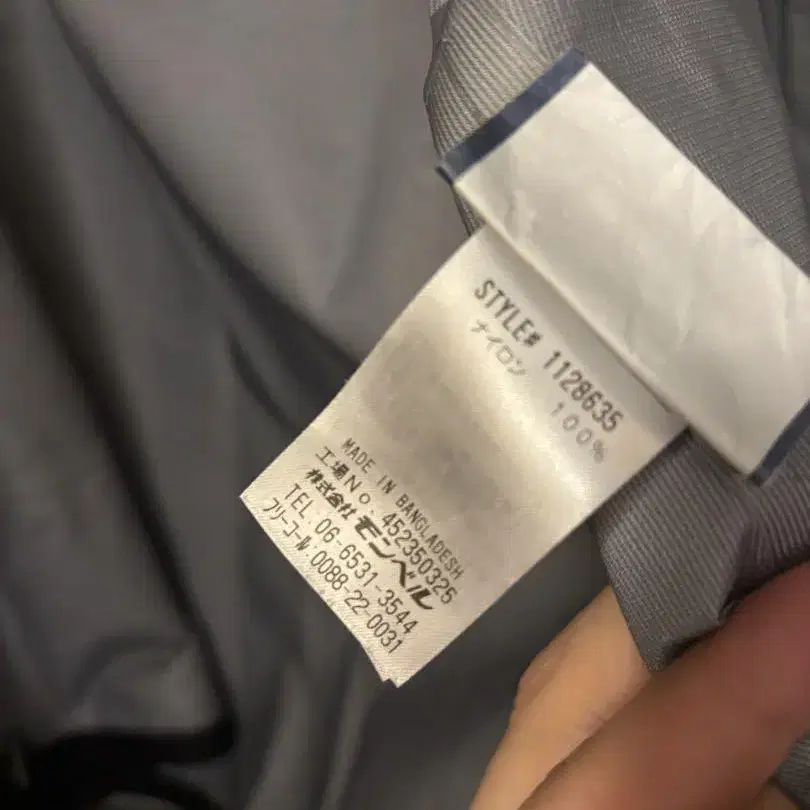 STYLE# 1128635
ナイロン 100%
MADE IN BANGLADESH
工場No. 452350325
株式会社 モンベル
TEL:06-6531-3544
フリーコール:0088-22-0031